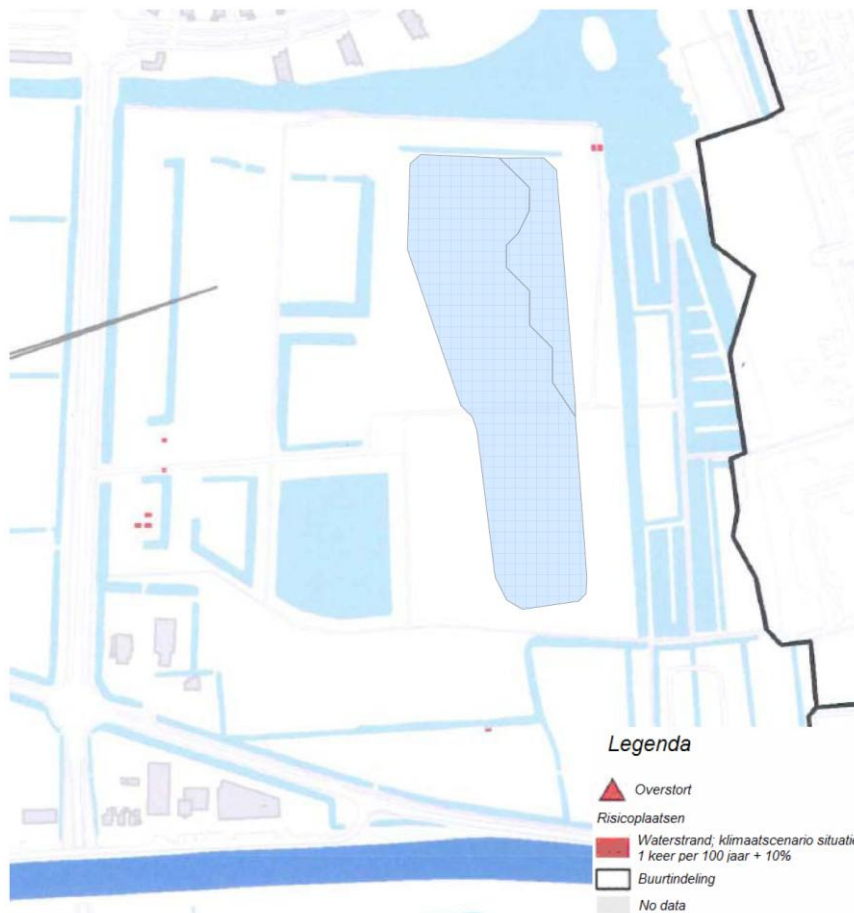 Legenda
Overstort
Risicoplaatsen
Waterstrand; klimaatscenario situatie
1 keer per 100 jaar + 10%
Buurtindeling
No data